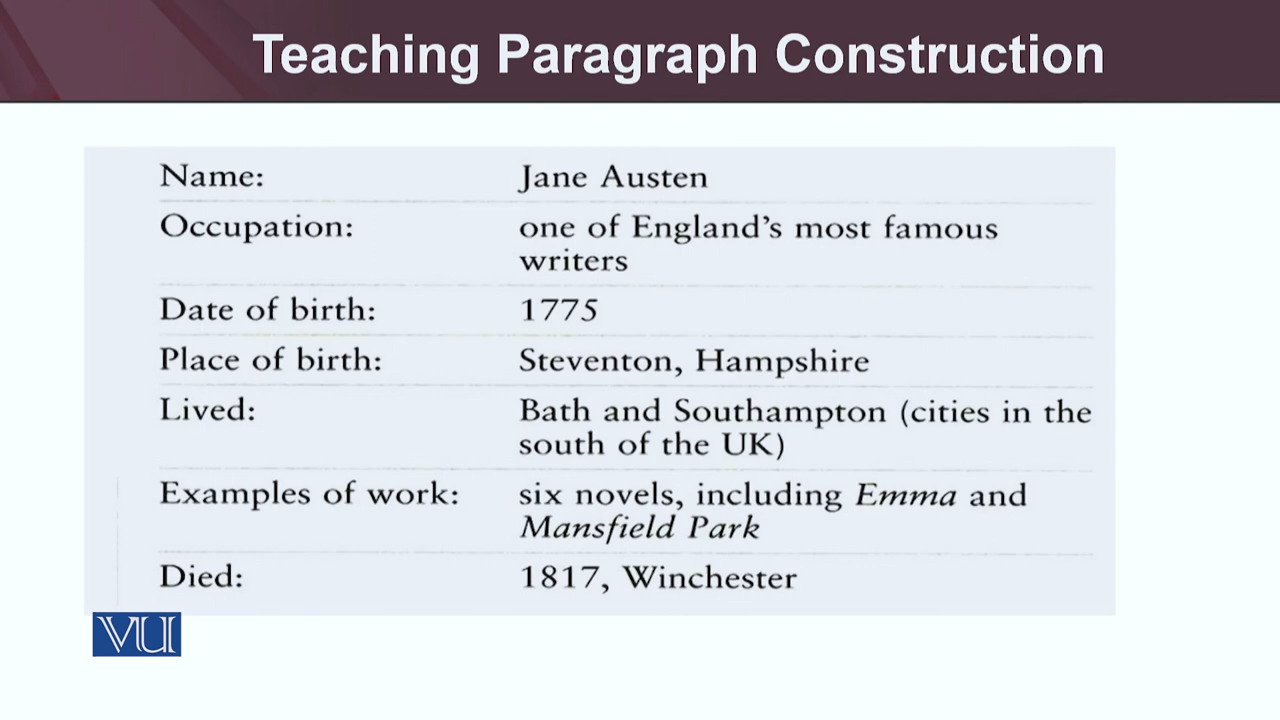 Teaching Paragraph Construction
Name: Jane Austen
Occupation: one of England's most famous
writers
Date of birth: 1775
Place of birth: Steventon, Hampshire
Lived: Bath and Southampton (cities in the
south of the UK)
Examples of work: six novels, including Emma and
Mansfield Park
Died: 1817, Winchester
VU